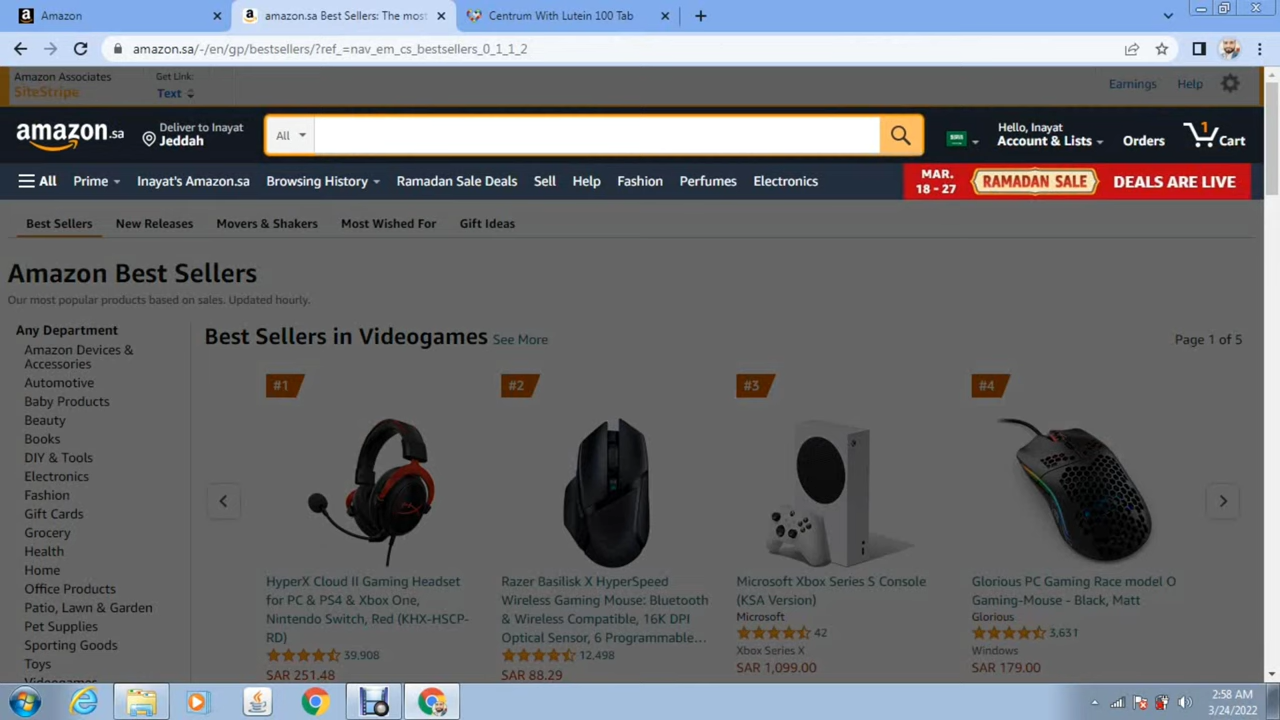 Amazon
amazon.sa Best Sellers: The most
Centrum With Lutein 100 Tab
amazon.sa/-/en/gp/bestsellers/?ref_=nav_em_cs_bestsellers_0_1_1_2
Amazon Associates
SiteStripe
Get Link:
Text
Earnings
Help
amazon.sa
Deliver to Inayat
Jeddah
All
Hello, Inayat
Account & Lists
Orders
1
Cart
All
Prime
Inayat's Amazon.sa
Browsing History
Ramadan Sale Deals
Sell
Help
Fashion
Perfumes
Electronics
MAR.
18 - 27
RAMADAN SALE
DEALS ARE LIVE
Best Sellers
New Releases
Movers & Shakers
Most Wished For
Gift Ideas
Amazon Best Sellers
Our most popular products based on sales. Updated hourly.
Any Department
Amazon Devices &
Accessories
Automotive
Baby Products
Beauty
Books
DIY & Tools
Electronics
Fashion
Gift Cards
Grocery
Health
Home
Office Products
Patio, Lawn & Garden
Pet Supplies
Sporting Goods
Toys
Videogames
Best Sellers in Videogames See More
Page 1 of 5
#1
HyperX Cloud II Gaming Headset
for PC & PS4 & Xbox One,
Nintendo Switch, Red (KHX-HSCP-
RD)
39,908
SAR 251.48
#2
Razer Basilisk X HyperSpeed
Wireless Gaming Mouse: Bluetooth
& Wireless Compatible, 16K DPI
Optical Sensor, 6 Programmable...
12,498
SAR 88.29
#3
Microsoft Xbox Series S Console
(KSA Version)
Microsoft
42
Xbox Series X
SAR 1,099.00
#4
Glorious PC Gaming Race model O
Gaming-Mouse - Black, Matt
Glorious
3,631
Windows
SAR 179.00
2:58 AM
3/24/2022